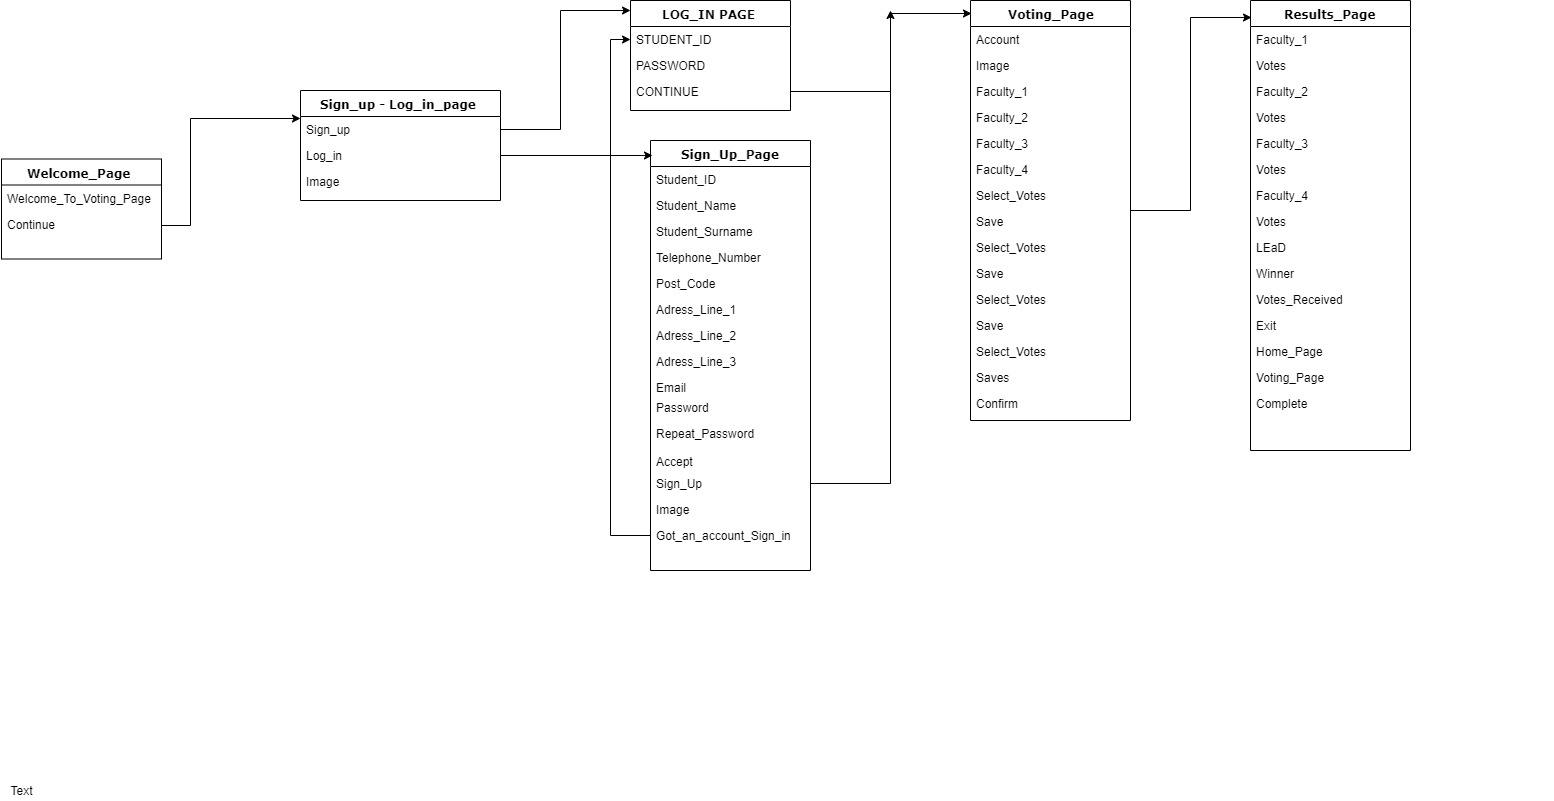 Welcome_Page
Welcome_To_Voting_Page
Continue
Sign_up - Log_in_page
Sign_up
Log_in
Image
LOG_IN PAGE
STUDENT_ID
PASSWORD
CONTINUE
Sign_Up_Page
Student_ID
Student_Name
Student_Surname
Telephone_Number
Post_Code
Adress_Line_1
Adress_Line_2
Adress_Line_3
Email
Password
Repeat_Password
Accept
Sign_Up
Image
Got_an_account_Sign_in
Voting_Page
Account
Image
Faculty_1
Faculty_2
Faculty_3
Faculty_4
Select_Votes
Save
Select_Votes
Save
Select_Votes
Save
Select_Votes
Saves
Confirm
Results_Page
Faculty_1
Votes
Faculty_2
Votes
Faculty_3
Votes
Faculty_4
Votes
LEaD
Winner
Votes_Received
Exit
Home_Page
Voting_Page
Complete
Text